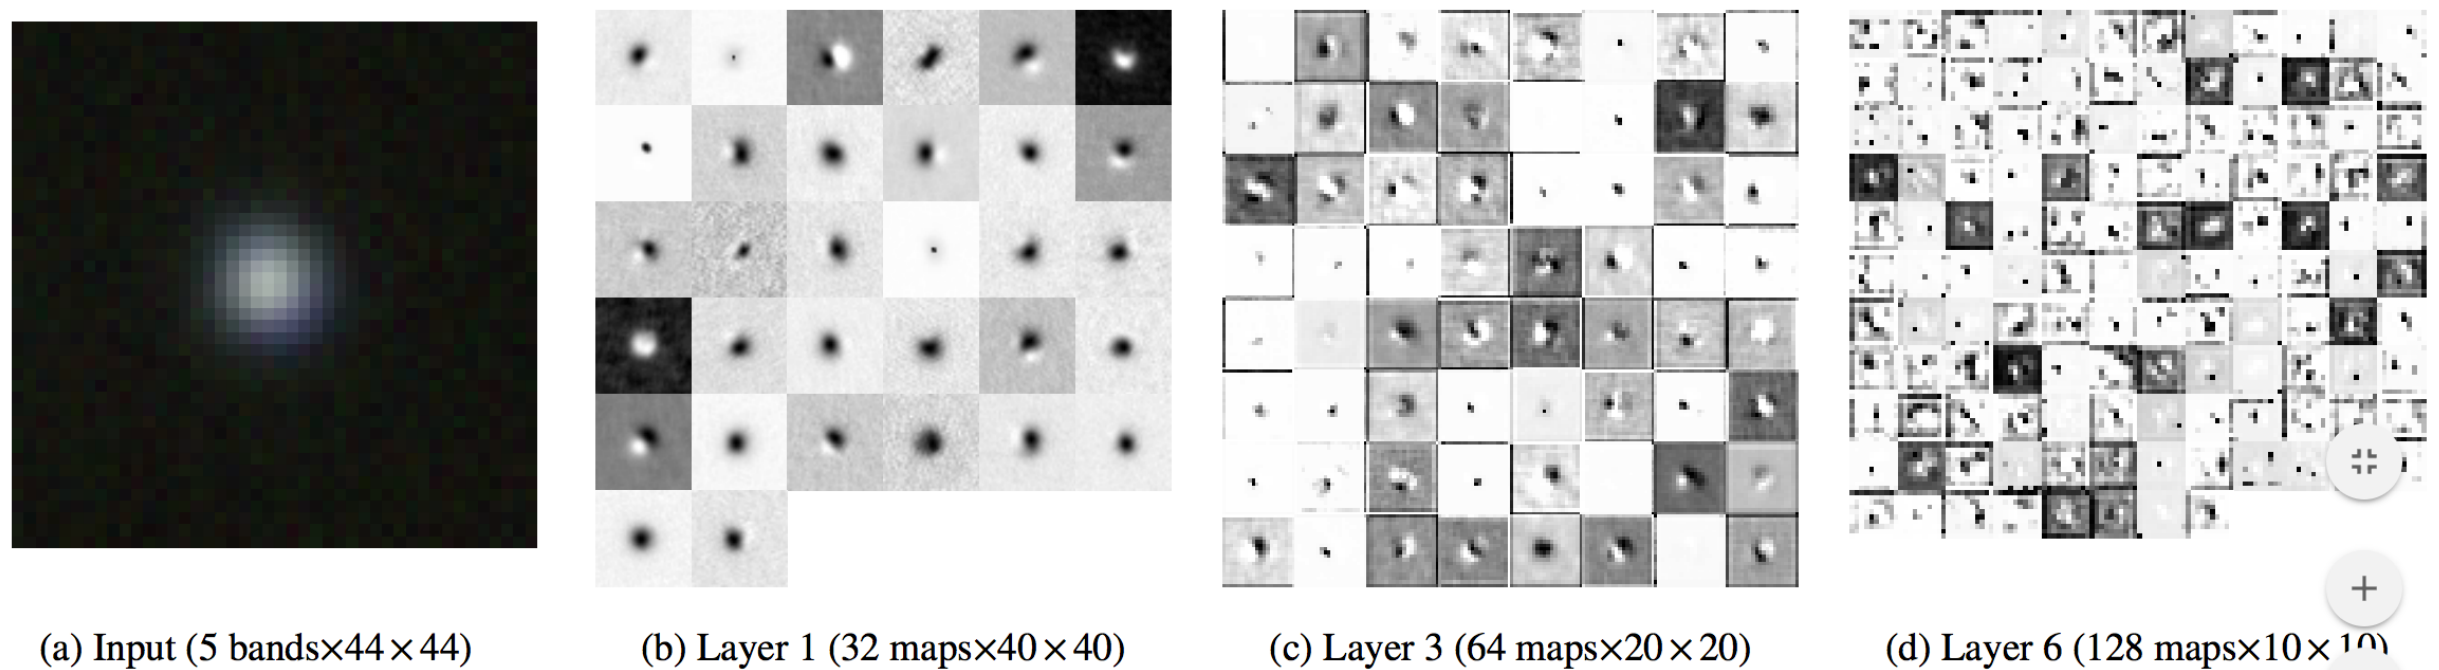 (a) Input (5 bands×44×44)
(b) Layer 1 (32 maps×40×40)
(c) Layer 3 (64 maps×20×20)
(d) Layer 6 (128 maps×10×10)